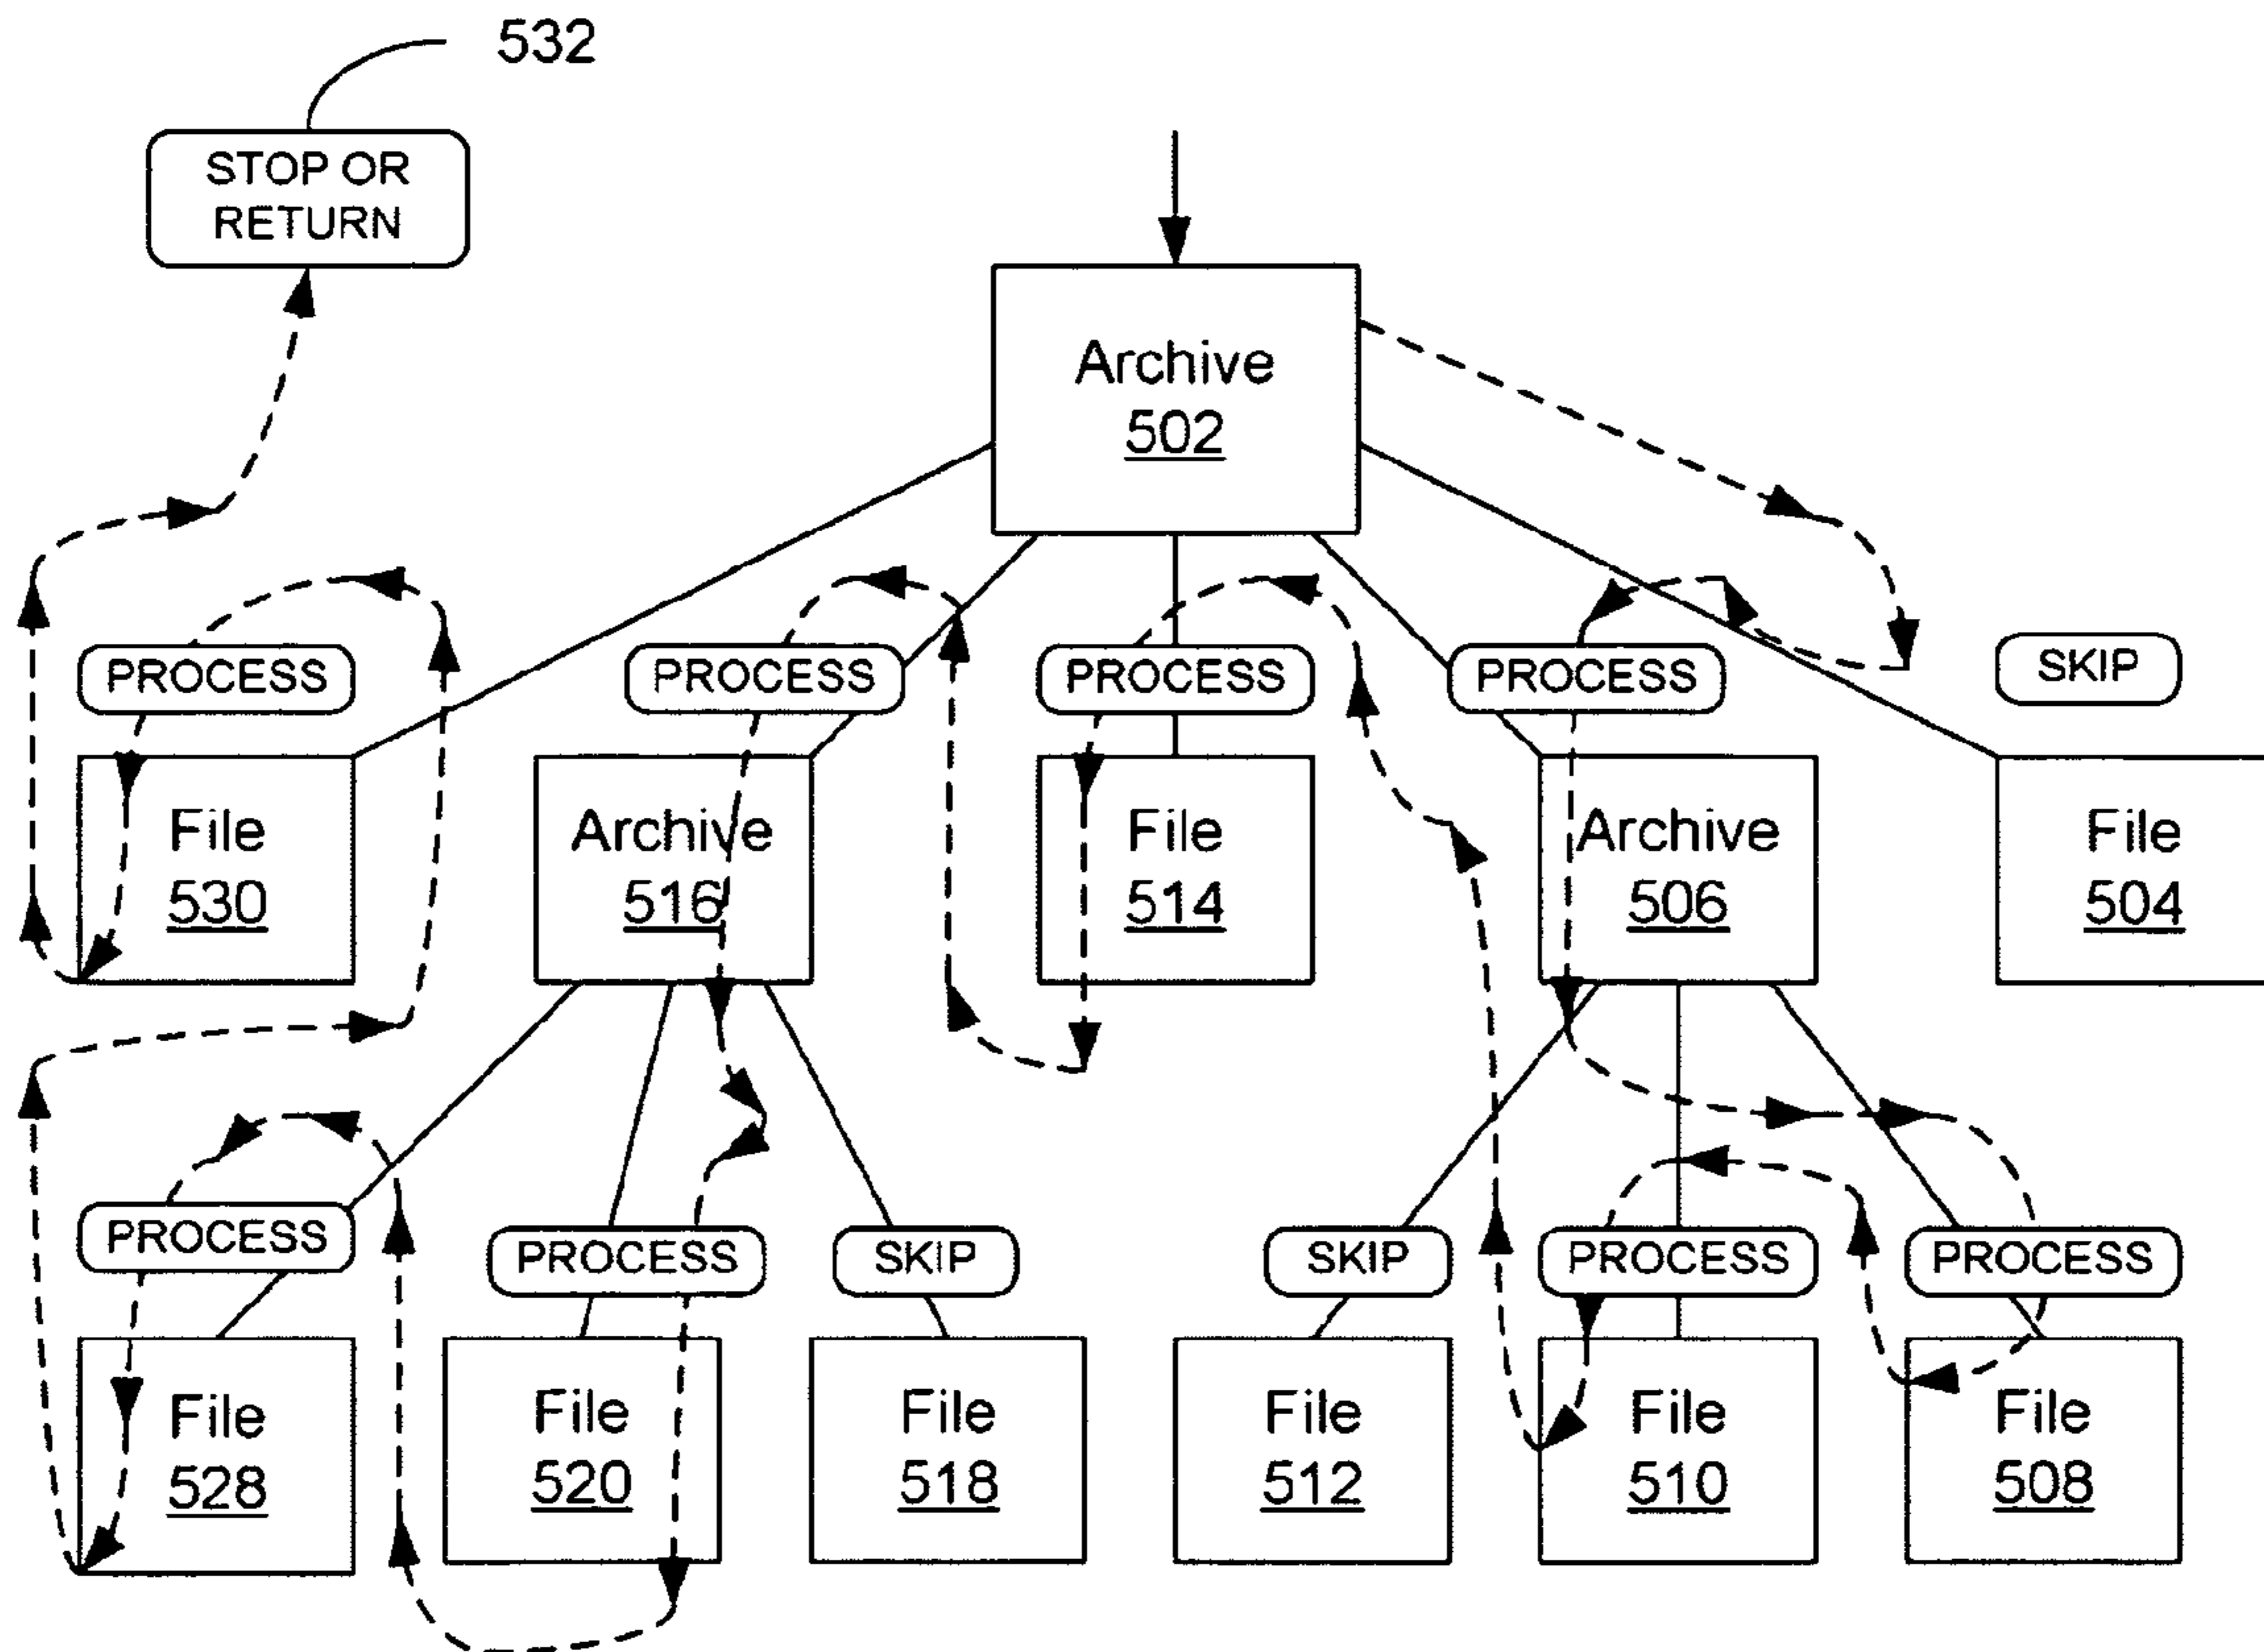 532
STOP OR
RETURN
Archive
502
PROCESS
PROCESS
PROCESS
PROCESS
SKIP
File
530
Archive
516
File
514
Archive
506
File
504
PROCESS
PROCESS
SKIP
SKIP
PROCESS
PROCESS
File
528
File
520
File
518
File
512
File
510
File
508